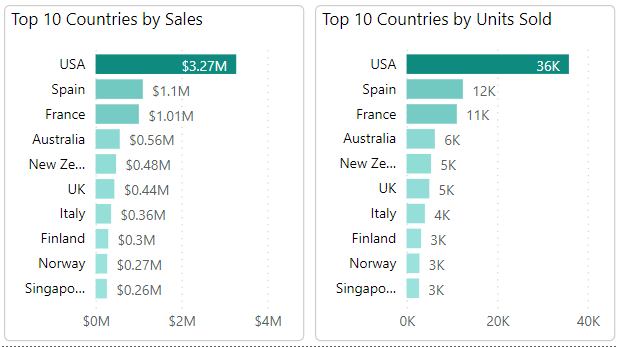 Top 10 Countries by Sales
USA $3.27M
Spain $1.1M
France $1.01M
Australia $0.56M
New Ze... $0.48M
UK $0.44M
Italy $0.36M
Finland $0.3M
Norway $0.27M
Singapo... $0.26M
$0M $2M $4M
Top 10 Countries by Units Sold
USA 36K
Spain 12K
France 11K
Australia 6K
New Ze... 5K
UK 5K
Italy 4K
Finland 3K
Norway 3K
Singapo... 3K
0K 20K 40K